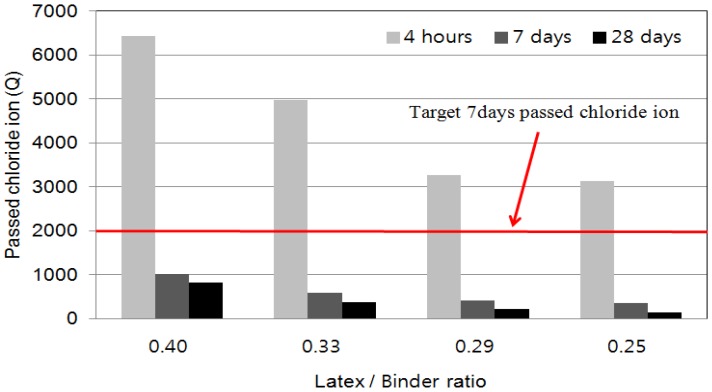 7000
6000
5000
4000
3000
2000
1000
0
Passed chloride ion (Q)
4 hours 7 days 28 days
Target 7days passed chloride ion
0.40 0.33 0.29 0.25
Latex / Binder ratio